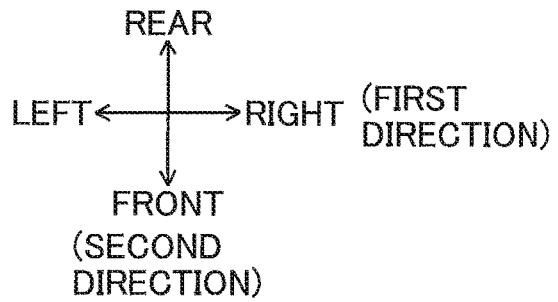 REAR
LEFT
RIGHT
(FIRST
DIRECTION)
FRONT
(SECOND
DIRECTION)